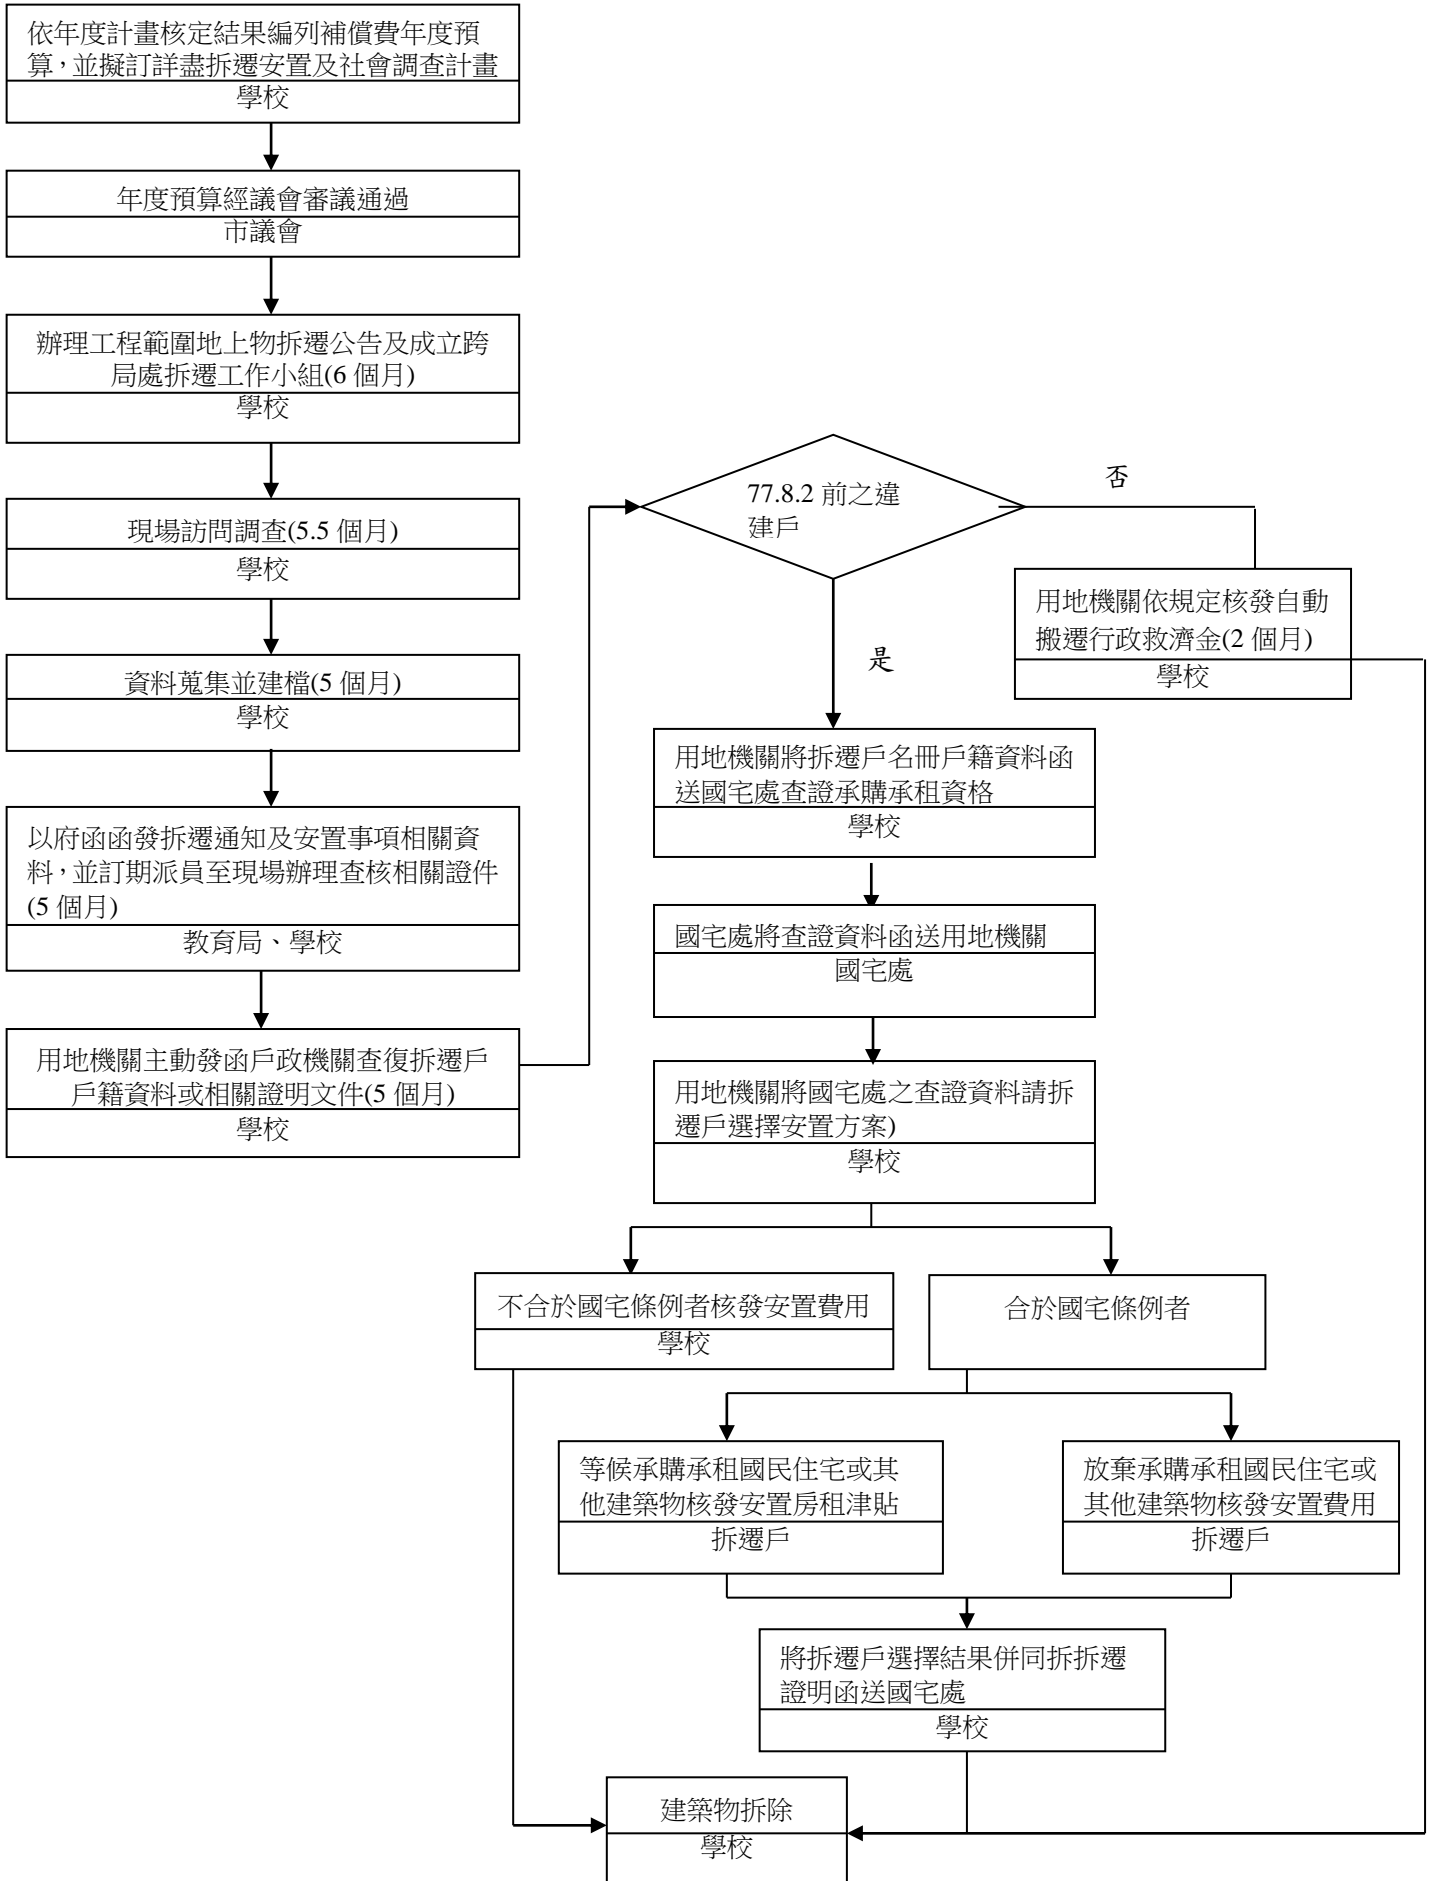 依年度計畫核定結果編列補償費年度預
算，並擬訂詳盡拆遷安置及社會調查計畫
學校
年度預算經議會審議通過
市議會
辦理工程範圍地上物拆遷公告及成立跨
局處拆遷工作小組(6 個月)
學校
現場訪問調查(5.5 個月)
學校
資料蒐集並建檔(5 個月)
學校
以府函函發拆遷通知及安置事項相關資
料，並訂期派員至現場辦理查核相關證件
(5 個月)
教育局、學校
用地機關主動發函戶政機關查復拆遷戶
戶籍資料或相關證明文件(5 個月)
學校
77.8.2 前之違
建戶
否
用地機關依規定核發自動
搬遷行政救濟金(2 個月)
學校
是
用地機關將拆遷戶名冊戶籍資料函
送國宅處查證承購承租資格
學校
國宅處將查證資料函送用地機關
國宅處
用地機關將國宅處之查證資料請拆
遷戶選擇安置方案)
學校
不合於國宅條例者核發安置費用
學校
合於國宅條例者
等候承購承租國民住宅或其
他建築物核發安置房租津貼
拆遷戶
放棄承購承租國民住宅或
其他建築物核發安置費用
拆遷戶
將拆遷戶選擇結果併同拆拆遷
證明函送國宅處
學校
建築物拆除
學校